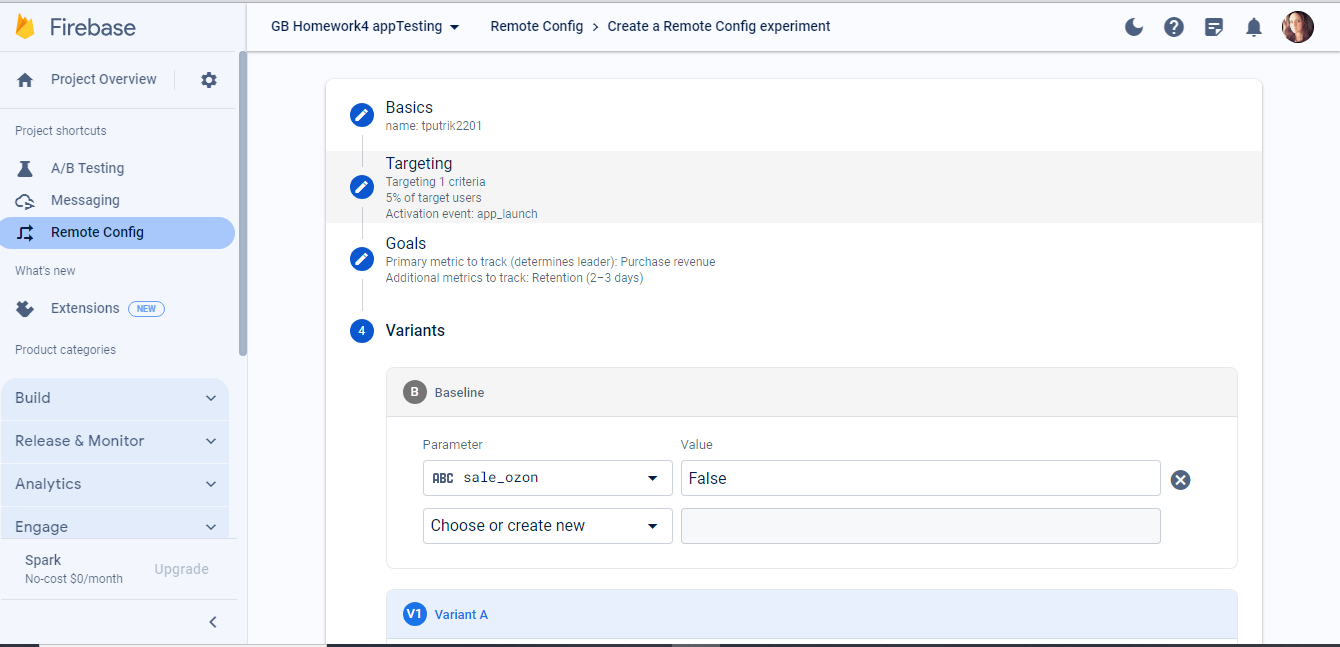 Firebase
GB Homework4 appTesting
Remote Config > Create a Remote Config experiment
Project Overview
Project shortcuts
A/B Testing
Messaging
Remote Config
What's new
Extensions NEW
Product categories
Build
Release & Monitor
Analytics
Engage
Spark
No-cost $0/month
Upgrade
Basics
name: tputrik2201
Targeting
Targeting 1 criteria
5% of target users
Activation event: app_launch
Goals
Primary metric to track (determines leader): Purchase revenue
Additional metrics to track: Retention (2–3 days)
4 Variants
B Baseline
Parameter Value
ABC sale_ozon False
Choose or create new
V1 Variant A